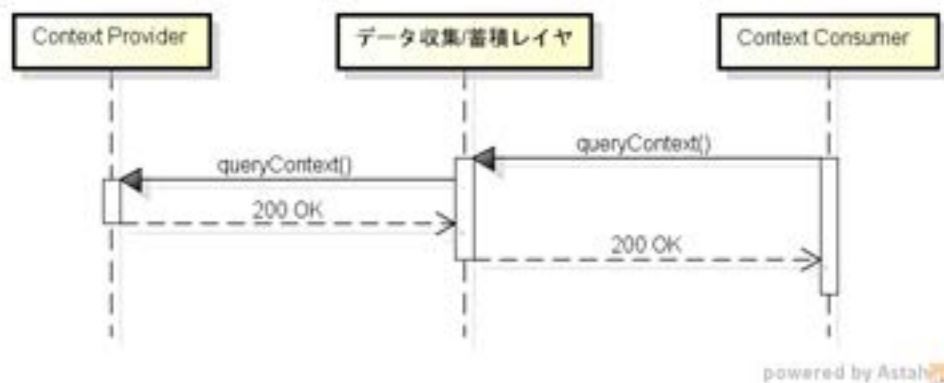 Context Provider
データ収集/蓄積レイヤ
Context Consumer
queryContext()
queryContext()
200 OK
200 OK
powered by Astah